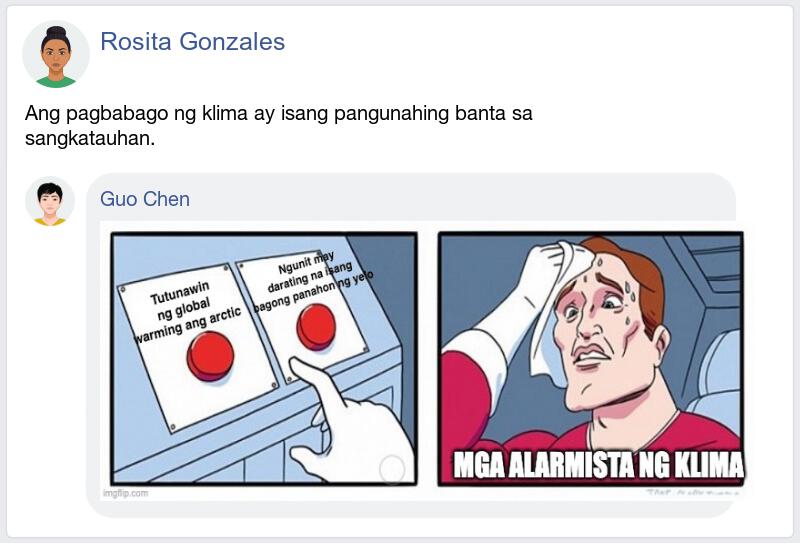 Rosita Gonzales
Ang pagbabago ng klima ay isang pangunahing banta sa
sangkatauhan.
Guo Chen
Tutunawin
ng global
warming ang arctic
Ngunit may
darating na isang
bagong panahon ng yelo
MGA ALARMISTA NG KLIMA
imgflip.com